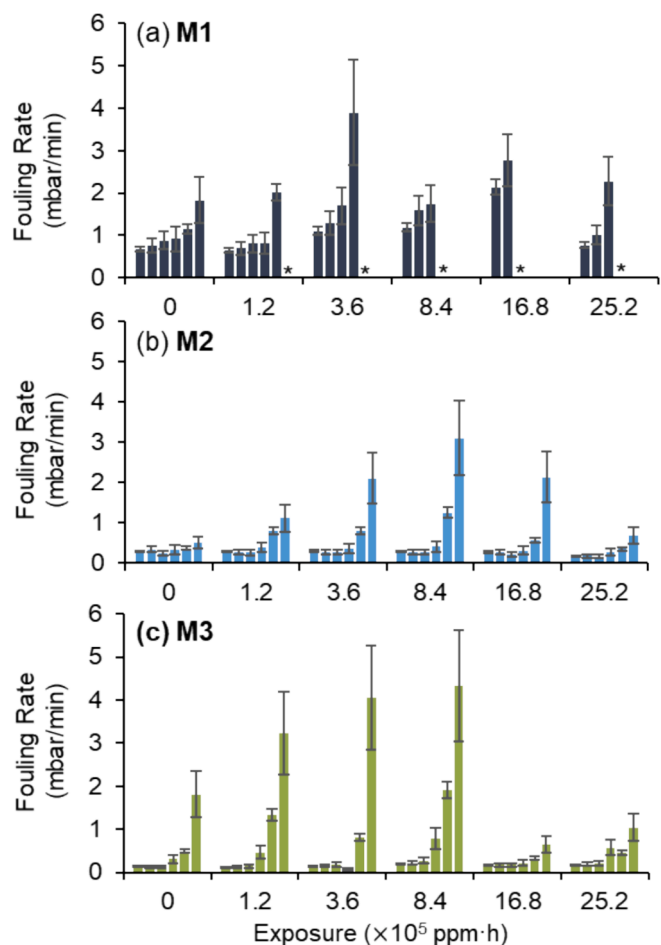 (a) M1
Fouling Rate
(mbar/min)
6
5
4
3
2
1
0
* * * * *
0 1.2 3.6 8.4 16.8 25.2
(b) M2
Fouling Rate
(mbar/min)
6
5
4
3
2
1
0
0 1.2 3.6 8.4 16.8 25.2
(c) M3
Fouling Rate
(mbar/min)
6
5
4
3
2
1
0
0 1.2 3.6 8.4 16.8 25.2
Exposure (×10⁵ ppm·h)